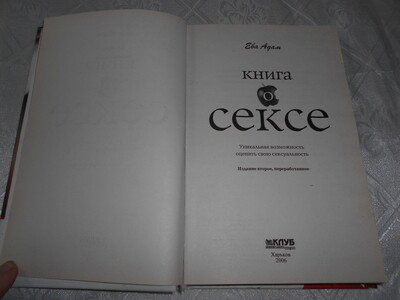 Ева Адам
книга
о
сексе
Уникальная возможность
оценить свою сексуальность
Издание второе, переработанное
КЛУБ
Харьков
2006